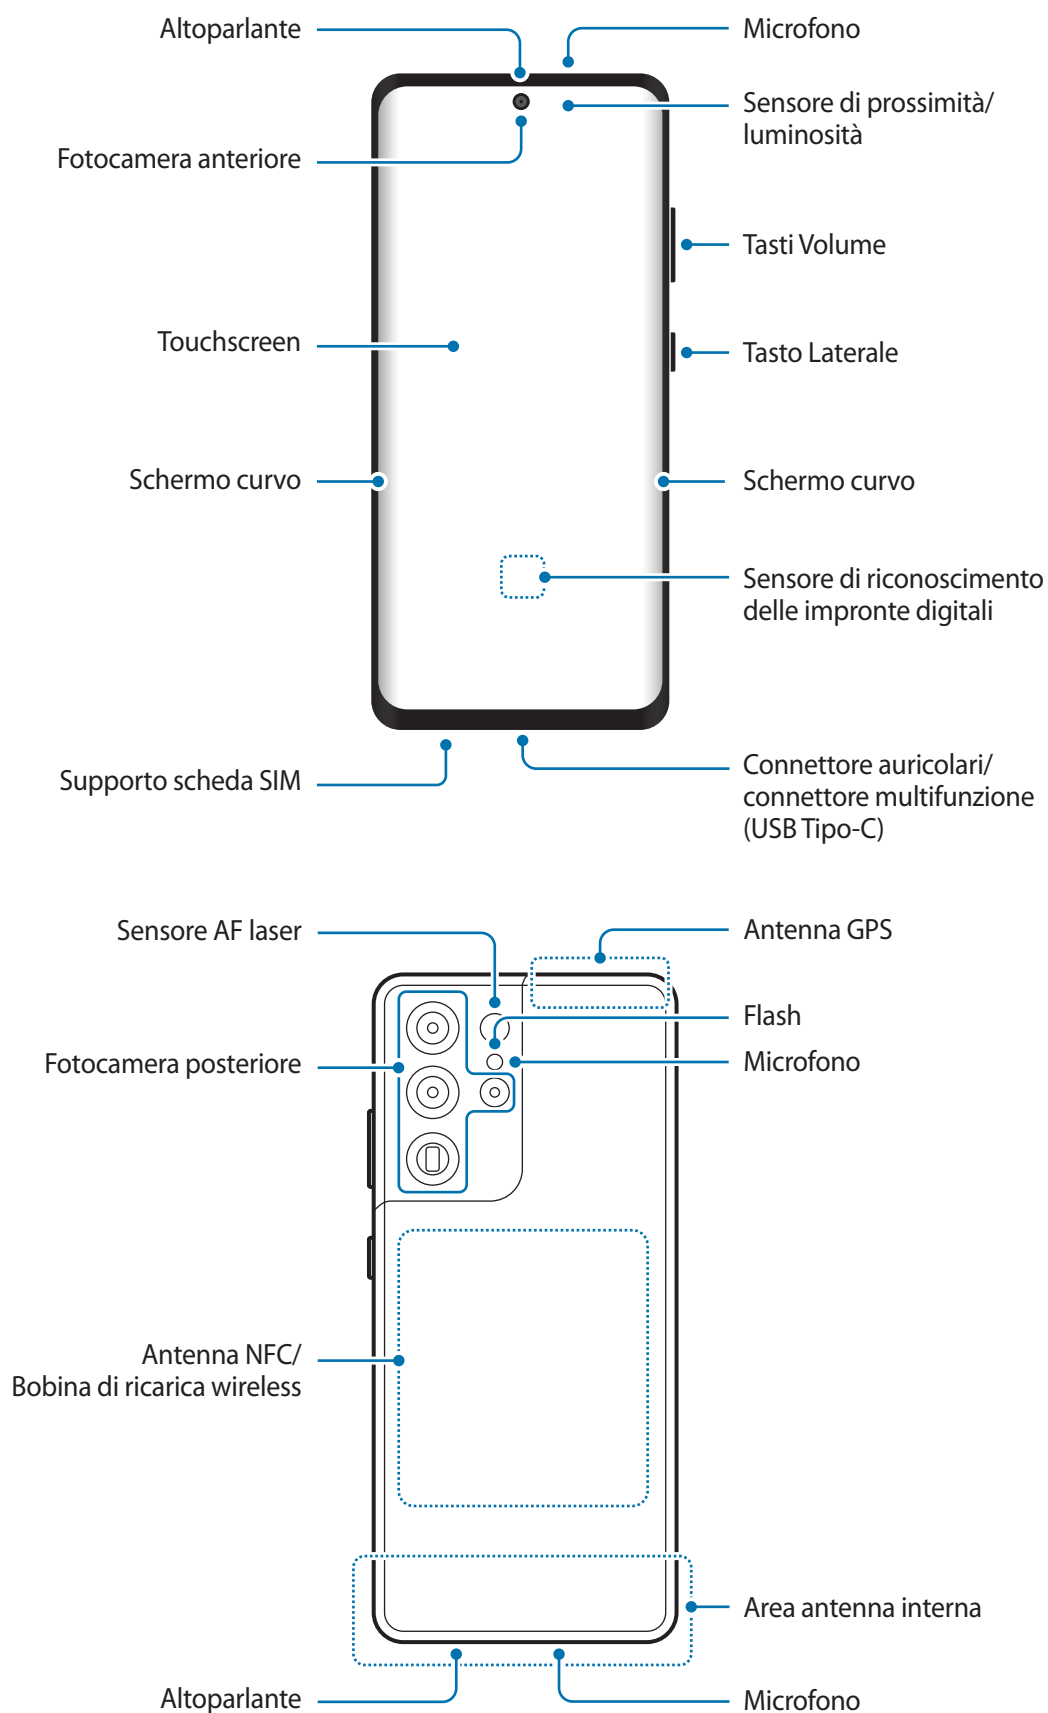 Altoparlante
Microfono
Sensore di prossimità/
luminosità
Fotocamera anteriore
Tasti Volume
Touchscreen
Tasto Laterale
Schermo curvo
Schermo curvo
Sensore di riconoscimento
delle impronte digitali
Supporto scheda SIM
Connettore auricolari/
connettore multifunzione
(USB Tipo-C)
Sensore AF laser
Antenna GPS
Flash
Fotocamera posteriore
Microfono
Antenna NFC/
Bobina di ricarica wireless
Area antenna interna
Altoparlante
Microfono